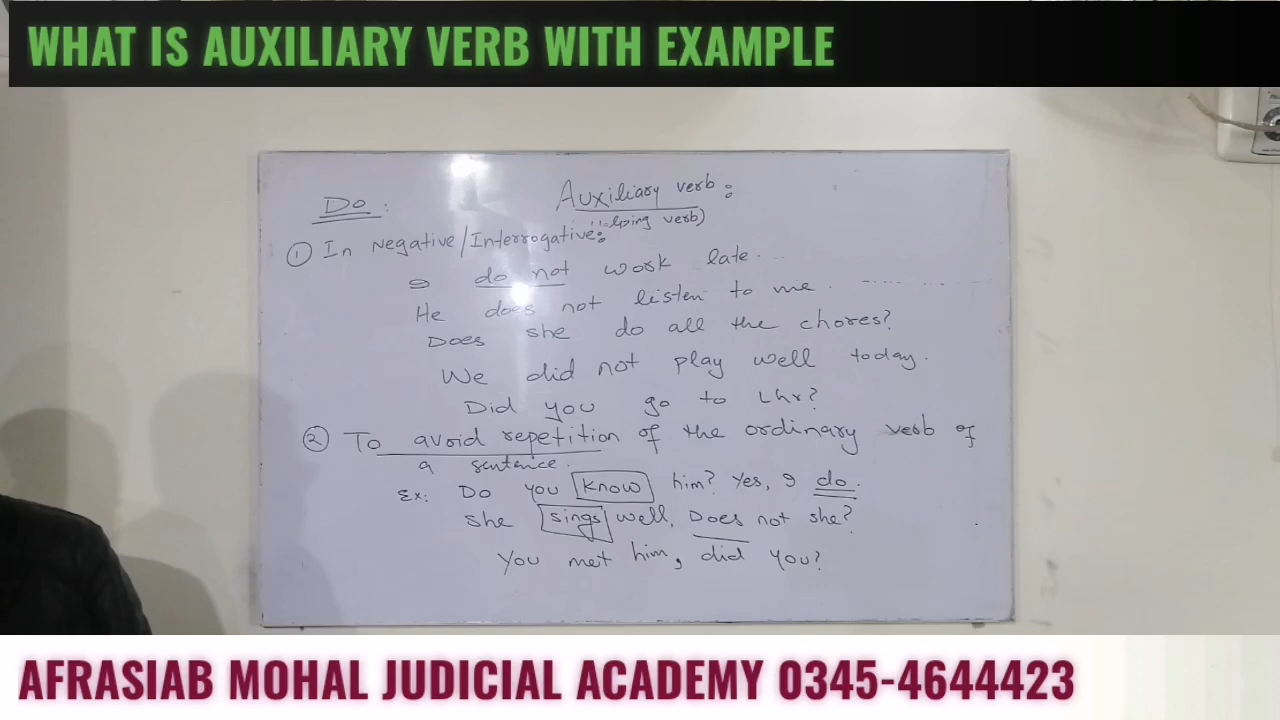 WHAT IS AUXILIARY VERB WITH EXAMPLE
Do :
Auxiliary verb :
verb)
① In Negative/Interrogative:
do not work late.
He does not listen to me.
Does she do all the chores?
We did not play well today.
Did you go to Lhr?
② To avoid repetition of the ordinary verb of
a sentence.
Ex: Do you know him? Yes, I do.
She sings well, Does not she?
You met him, did you?
AFRASIAB MOHAL JUDICIAL ACADEMY 0345-4644423